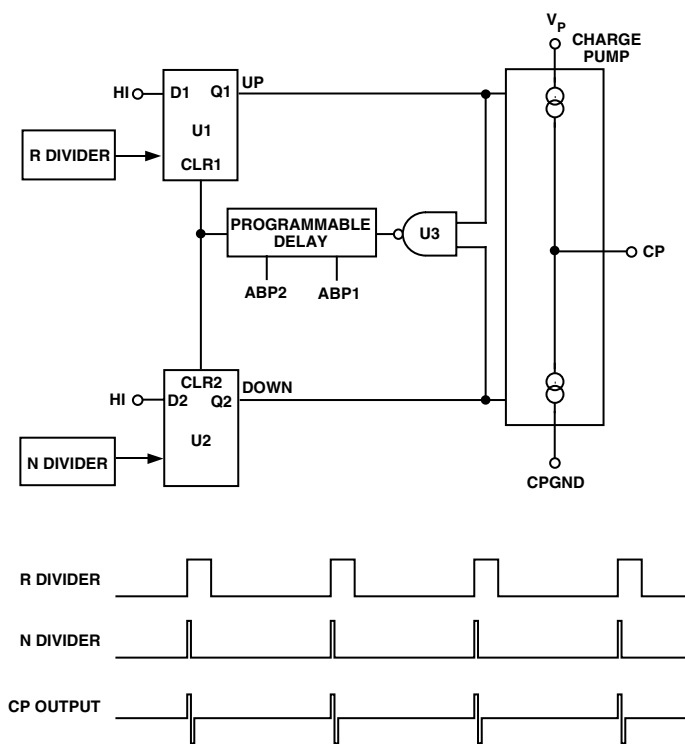 VP
CHARGE
PUMP
HI
D1
Q1
UP
U1
R DIVIDER
CLR1
PROGRAMMABLE
DELAY
U3
CP
ABP2
ABP1
CLR2
DOWN
HI
D2
Q2
U2
N DIVIDER
CPGND
R DIVIDER
N DIVIDER
CP OUTPUT